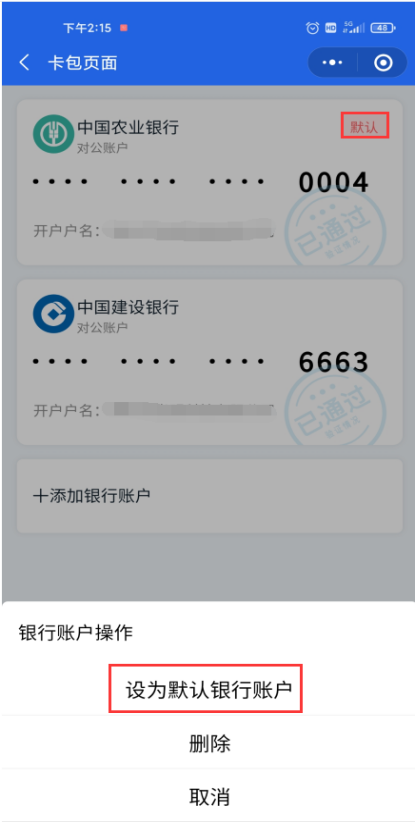 下午2:15
HD 5G 48
卡包页面
中国农业银行
默认
对公账户
•••• •••• •••• 0004
开户户名：
已通过
中国建设银行
对公账户
•••• •••• •••• 6663
开户户名：
已通过
十添加银行账户
银行账户操作
设为默认银行账户
删除
取消